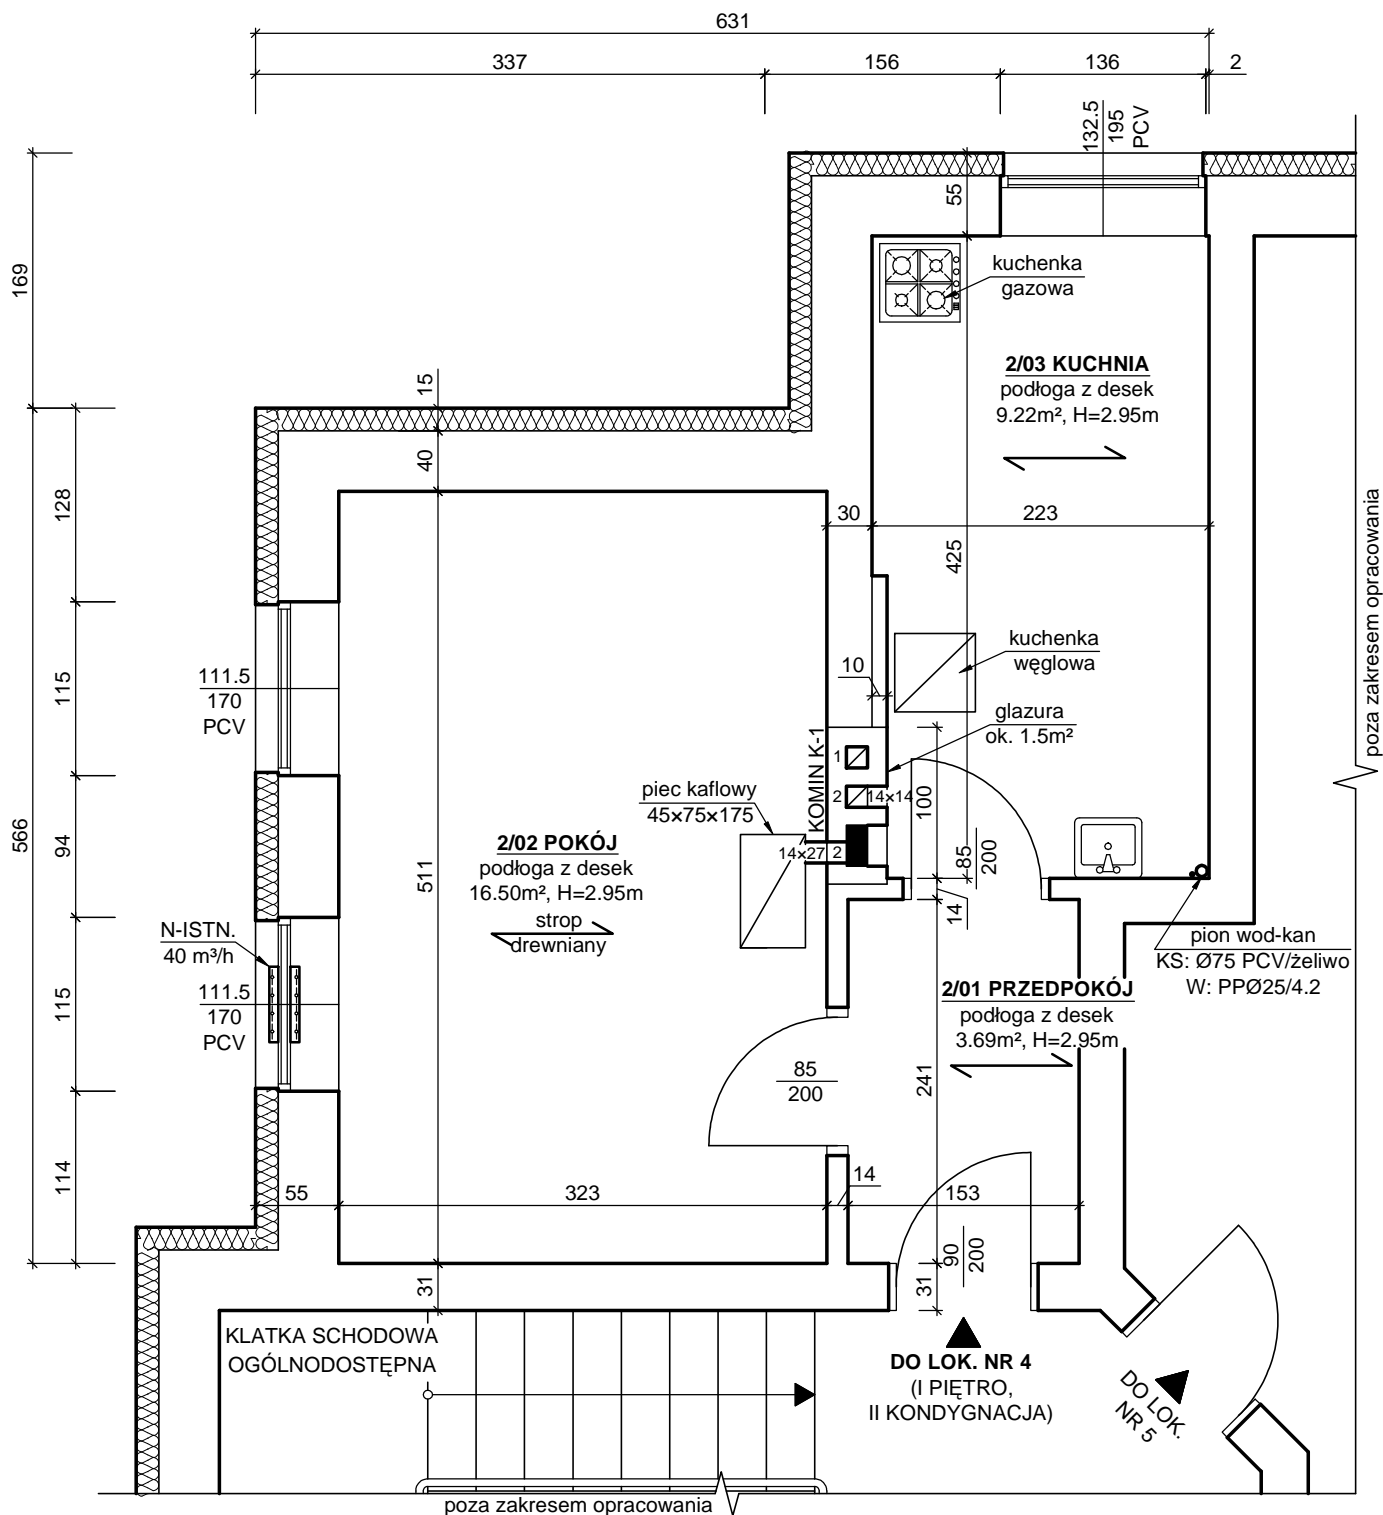 631
337
156
136
2
132.5
195
PCV
169
566
128
115
94
115
114
15
40
55
kuchenka
gazowa
2/03 KUCHNIA
podłoga z desek
9.22m², H=2.95m
30
223
425
poza zakresem opracowania
kuchenka
węglowa
10
glazura
ok. 1.5m²
111.5
170
PCV
KOMIN K-1
1
2
14×14
100
piec kaflowy
45×75×175
14×27
2
85
200
2/02 POKÓJ
podłoga z desek
16.50m², H=2.95m
strop
drewniany
511
14
N-ISTN.
40 m³/h
pion wod-kan
KS: Ø75 PCV/żeliwo
W: PPØ25/4.2
111.5
170
PCV
2/01 PRZEDPOKÓJ
podłoga z desek
3.69m², H=2.95m
85
200
241
55
323
14
153
90
200
31
31
KLATKA SCHODOWA
OGÓLNODOSTĘPNA
DO LOK. NR 4
(I PIĘTRO,
II KONDYGNACJA)
DO LOK.
NR 5
poza zakresem opracowania